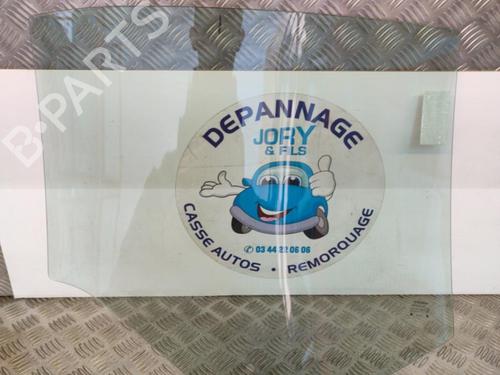 B-PARTS
DEPANNAGE
JORY
& FILS
CASSE AUTOS - REMORQUAGE
03 44 22 06 06